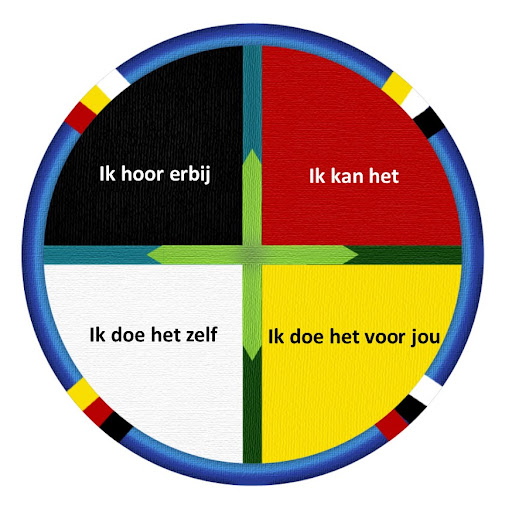 Ik hoor erbij
Ik kan het
Ik doe het zelf
Ik doe het voor jou